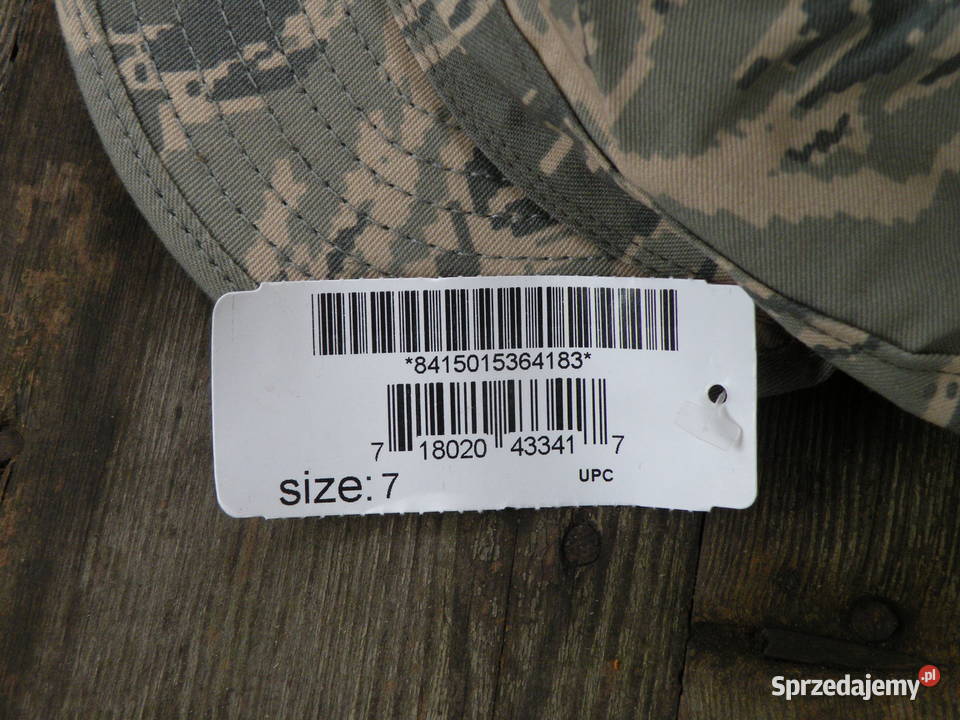 *8415015364183*
7 18020 43341 7
size: 7
UPC
Sprzedajemy.pl